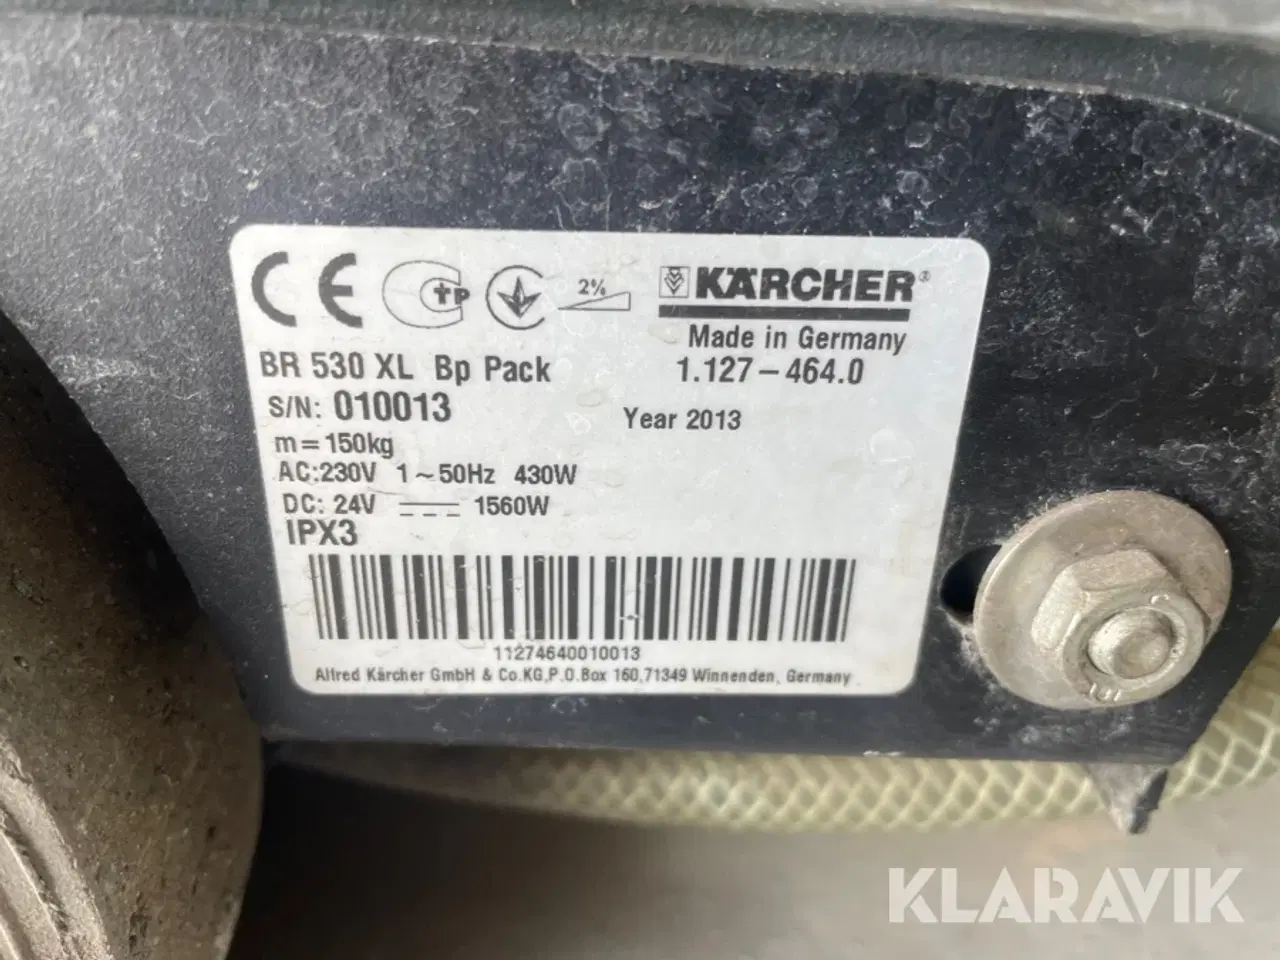 CE CTP 2% KÄRCHER®
Made in Germany
BR 530 XL Bp Pack 1.127-464.0
S/N: 010013 Year 2013
m=150kg
AC:230V 1~50Hz 430W
DC: 24V 1560W
IPX3
11274640010013
Alfred Kärcher GmbH & Co.KG,P.O.Box 160,71349 Winnenden, Germany
KLARAVIK